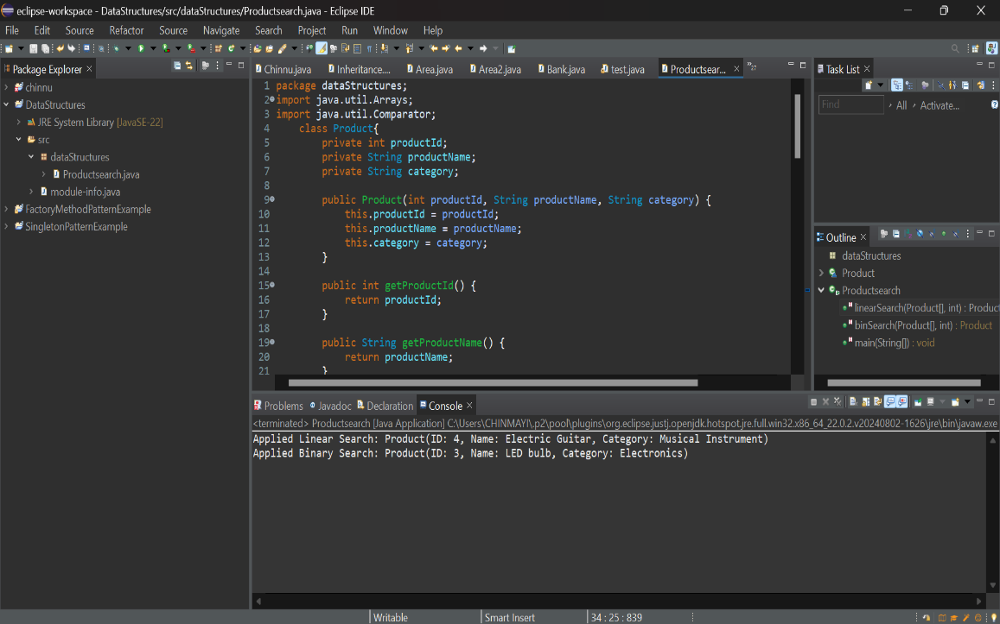 eclipse-workspace - DataStructures/src/dataStructures/Productsearch.java - Eclipse IDE
File Edit Source Refactor Source Navigate Search Project Run Window Help
Package Explorer
chinnu
DataStructures
JRE System Library [JavaSE-22]
src
dataStructures
Productsearch.java
module-info.java
FactoryMethodPatternExample
SingletonPatternExample
Chinnu.java Inheritance.... Area.java Area2.java Bank.java test.java Productsear... »27
1 package dataStructures;
2 import java.util.Arrays;
3 import java.util.Comparator;
4 class Product{
5 private int productId;
6 private String productName;
7 private String category;
8
9 public Product(int productId, String productName, String category) {
10 this.productId = productId;
11 this.productName = productName;
12 this.category = category;
13 }
14
15 public int getProductId() {
16 return productId;
17 }
18
19 public String getProductName() {
20 return productName;
21 }
Task List
Find All Activate...
Outline
dataStructures
Product
Productsearch
linearSearch(Product[], int) : Product
binSearch(Product[], int) : Product
main(String[]) : void
Problems Javadoc Declaration Console
<terminated> Productsearch [Java Application] C:\Users\CHINMAYI\.p2\pool\plugins\org.eclipse.justj.openjdk.hotspot.jre.full.win32.x86_64_22.0.2.v20240802-1626\jre\bin\javaw.exe
Applied Linear Search: Product(ID: 4, Name: Electric Guitar, Category: Musical Instrument)
Applied Binary Search: Product(ID: 3, Name: LED bulb, Category: Electronics)
Writable Smart Insert 34 : 25 : 839